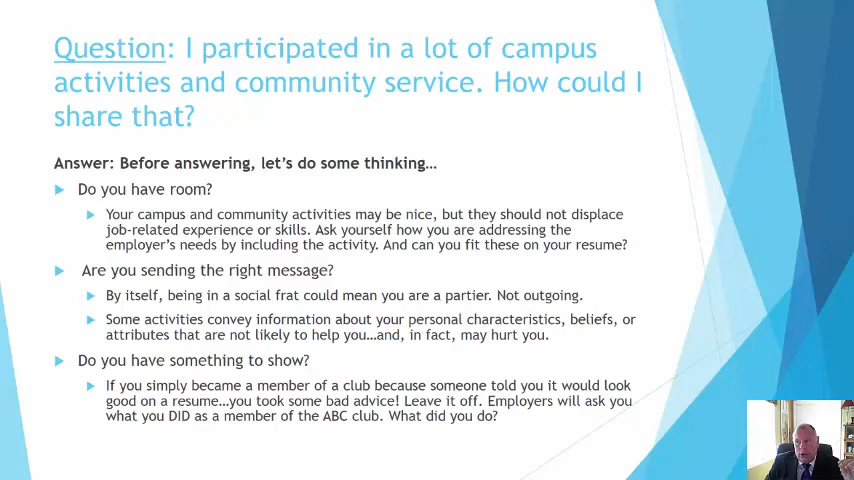 Question: I participated in a lot of campus
activities and community service. How could I
share that?
Answer: Before answering, let's do some thinking…
Do you have room?
Your campus and community activities may be nice, but they should not displace
job-related experience or skills. Ask yourself how you are addressing the
employer's needs by including the activity. And can you fit these on your resume?
Are you sending the right message?
By itself, being in a social frat could mean you are a partier. Not outgoing.
Some activities convey information about your personal characteristics, beliefs, or
attributes that are not likely to help you…and, in fact, may hurt you.
Do you have something to show?
If you simply became a member of a club because someone told you it would look
good on a resume…you took some bad advice! Leave it off. Employers will ask you
what you DID as a member of the ABC club. What did you do?